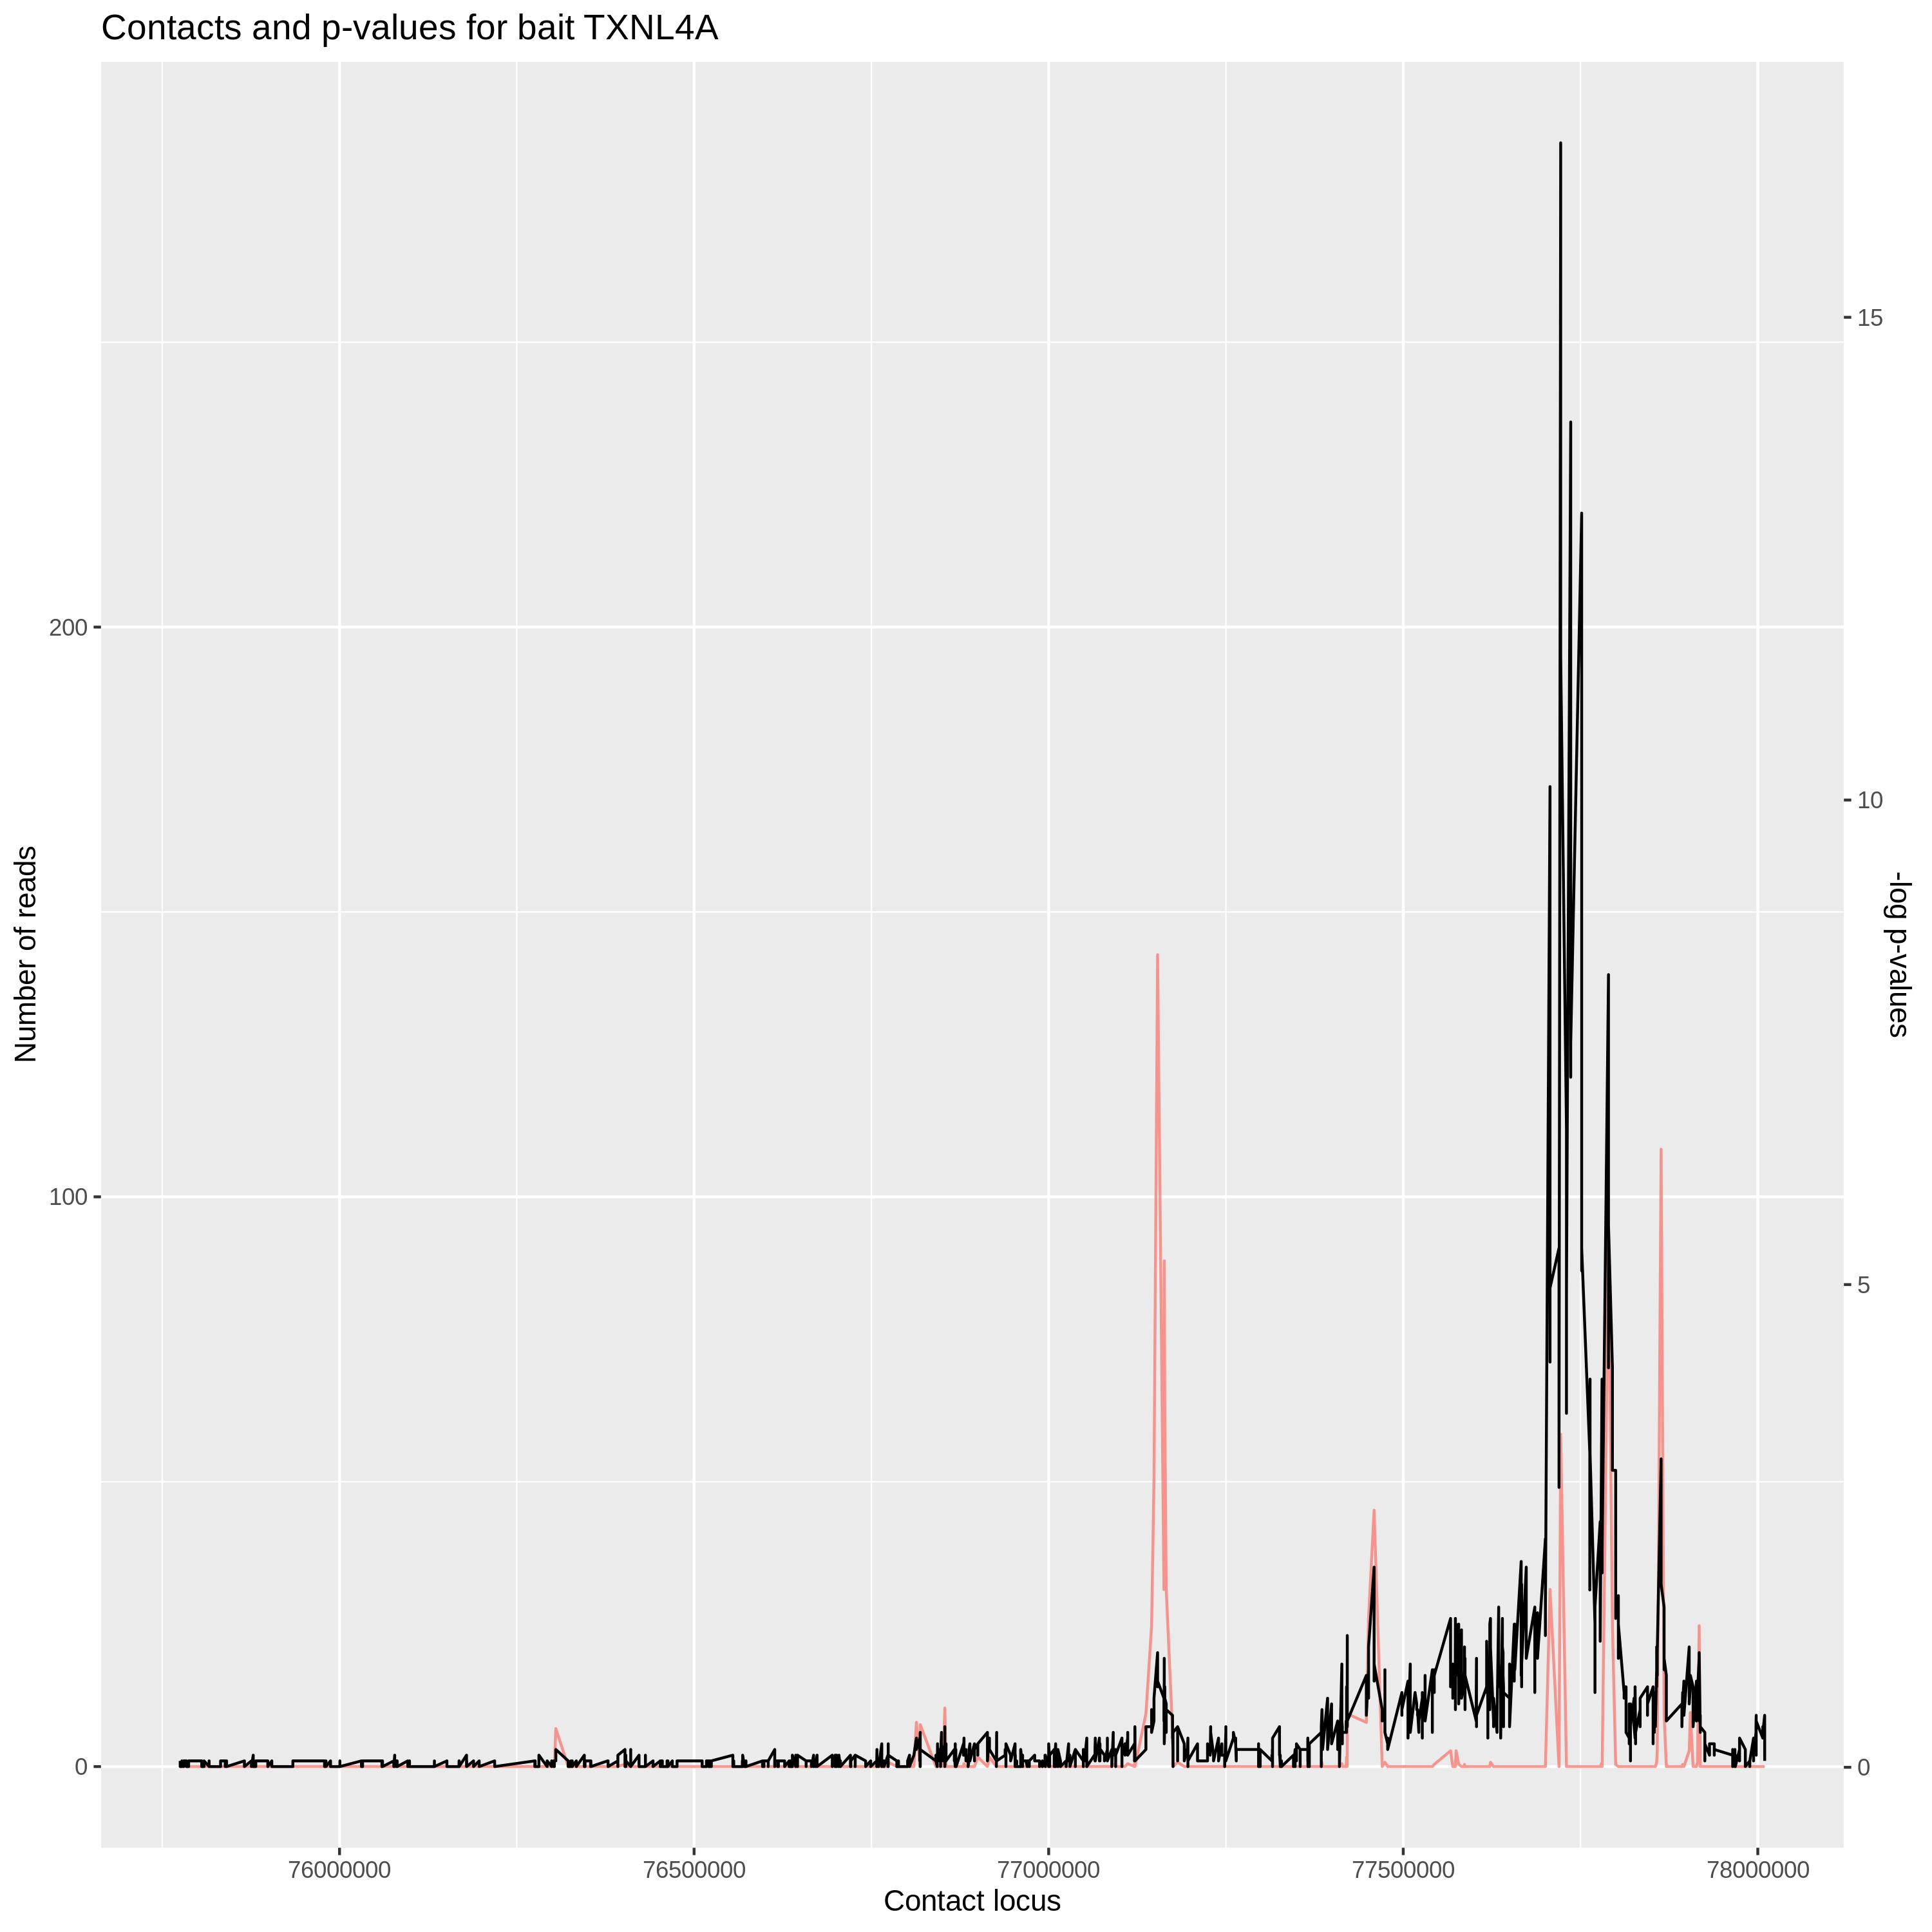 Contacts and p-values for bait TXNL4A
200
100
0
Number of reads
15
10
5
0
-log p-values
76000000 76500000 77000000 77500000 78000000
Contact locus